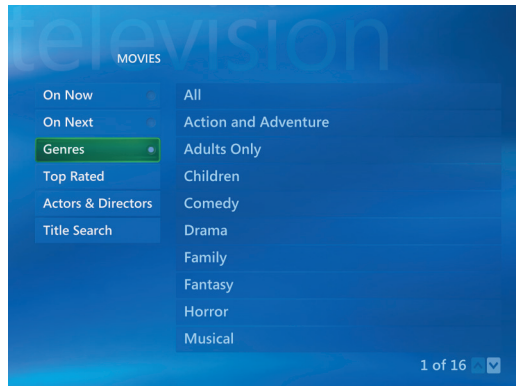 television
MOVIES
On Now
On Next
Genres
Top Rated
Actors & Directors
Title Search
All
Action and Adventure
Adults Only
Children
Comedy
Drama
Family
Fantasy
Horror
Musical
1 of 16